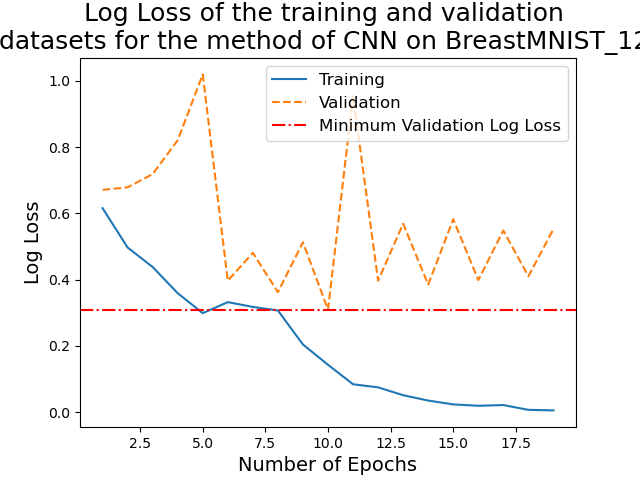 Log Loss of the training and validation
datasets for the method of CNN on BreastMNIST_12
Training
Validation
Minimum Validation Log Loss
Log Loss
1.0
0.8
0.6
0.4
0.2
0.0
2.5 5.0 7.5 10.0 12.5 15.0 17.5
Number of Epochs